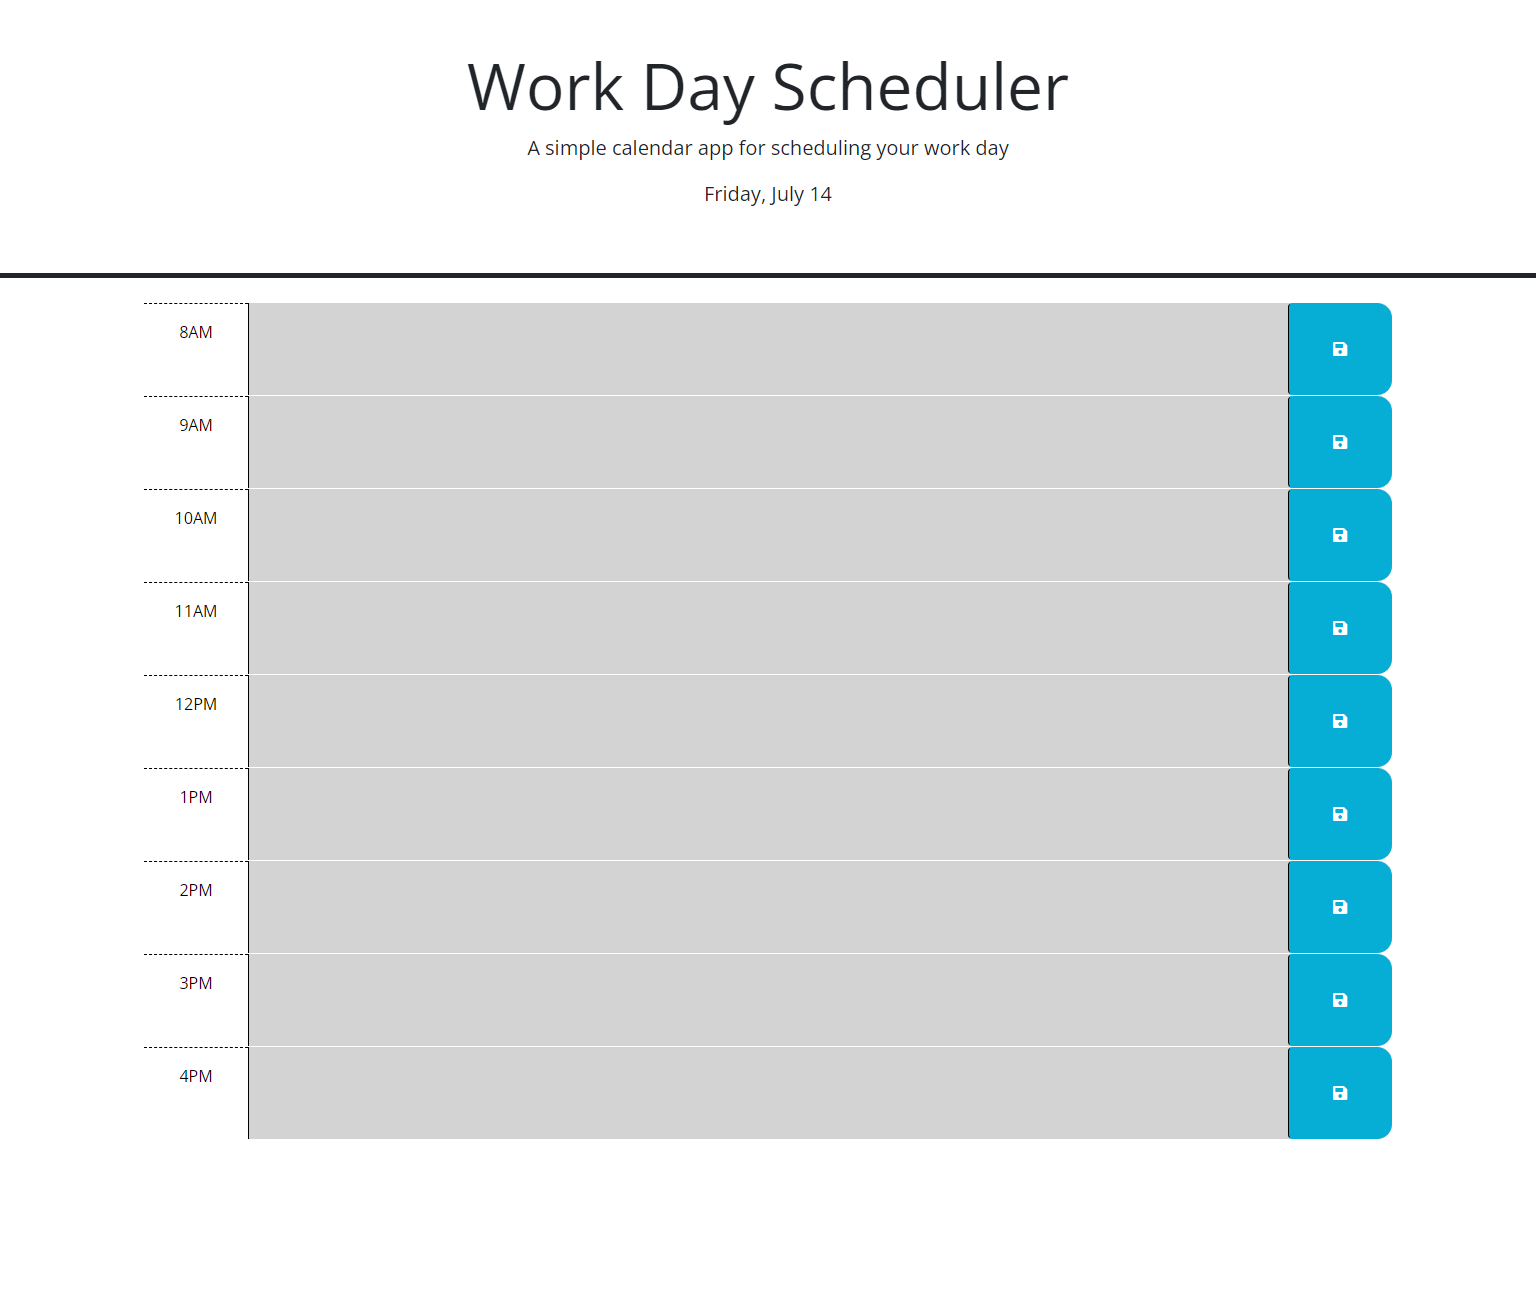 Work Day Scheduler
A simple calendar app for scheduling your work day
Friday, July 14
8AM
9AM
10AM
11AM
12PM
1PM
2PM
3PM
4PM